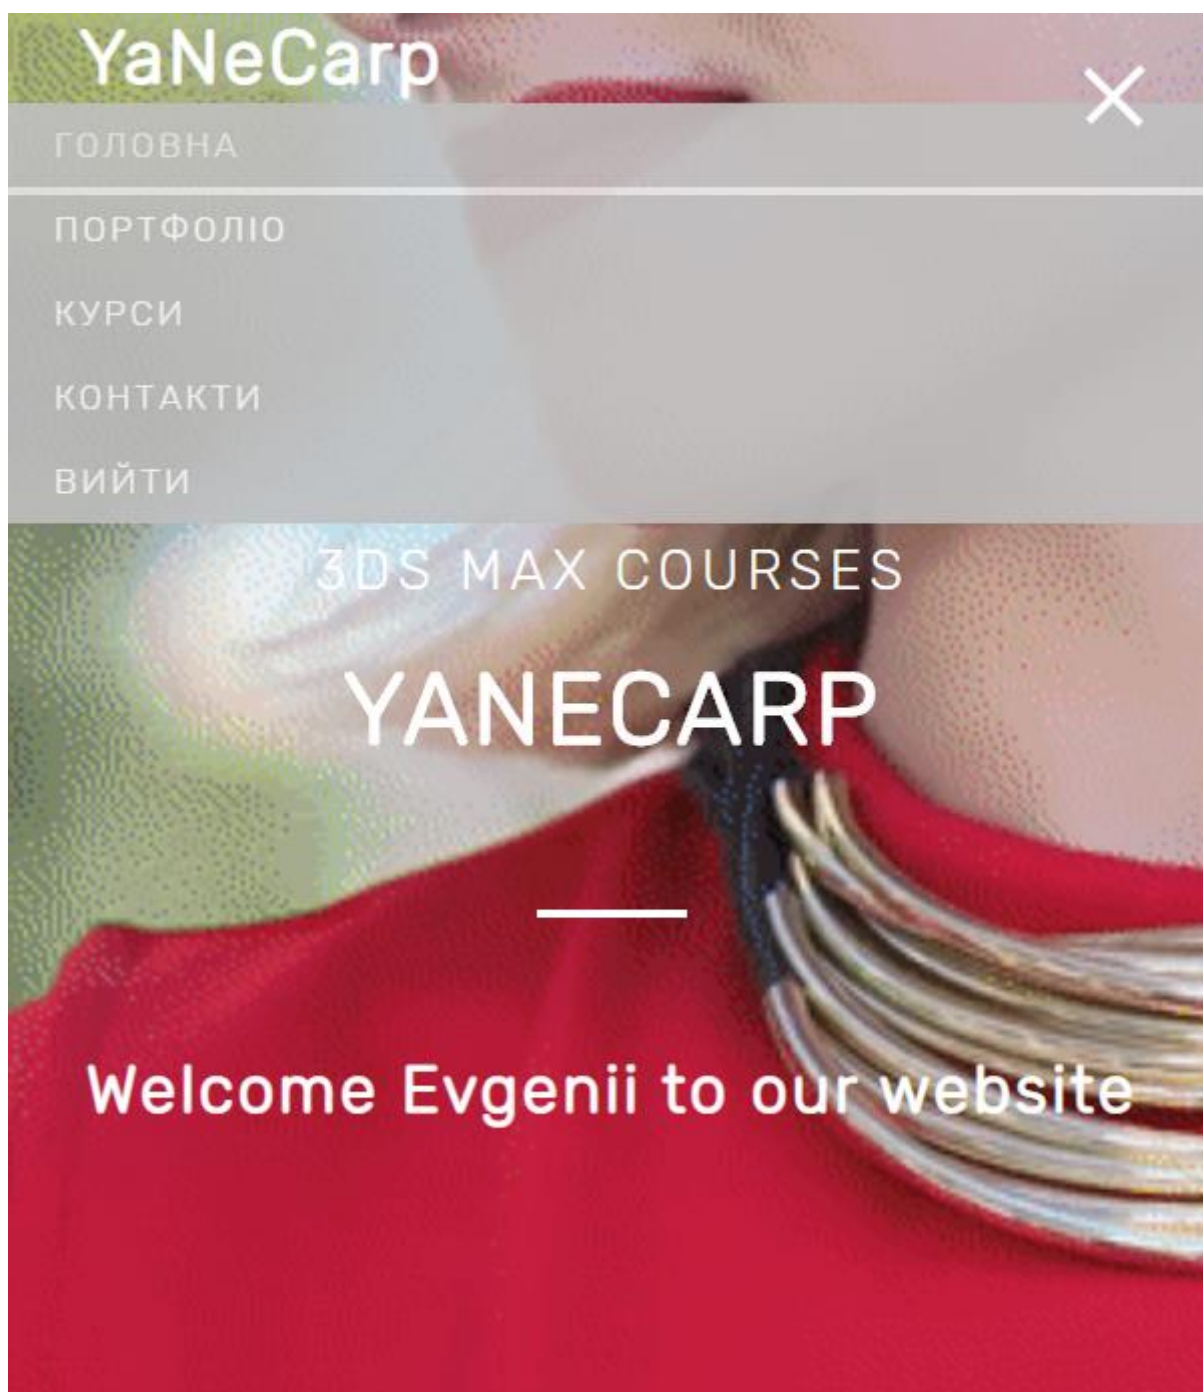 YaNeCarp
ГОЛОВНА
ПОРТФОЛІО
КУРСИ
КОНТАКТИ
ВИЙТИ
3DS MAX COURSES
YANECARP
Welcome Evgenii to our website